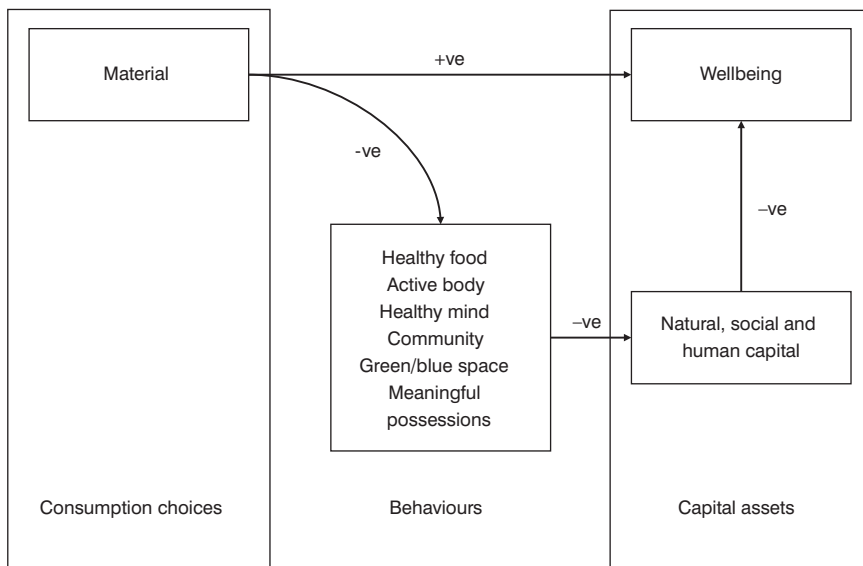 Material
+ve
Wellbeing
-ve
–ve
Healthy food
Active body
Healthy mind
Community
Green/blue space
Meaningful
possessions
–ve
Natural, social and
human capital
Consumption choices
Behaviours
Capital assets